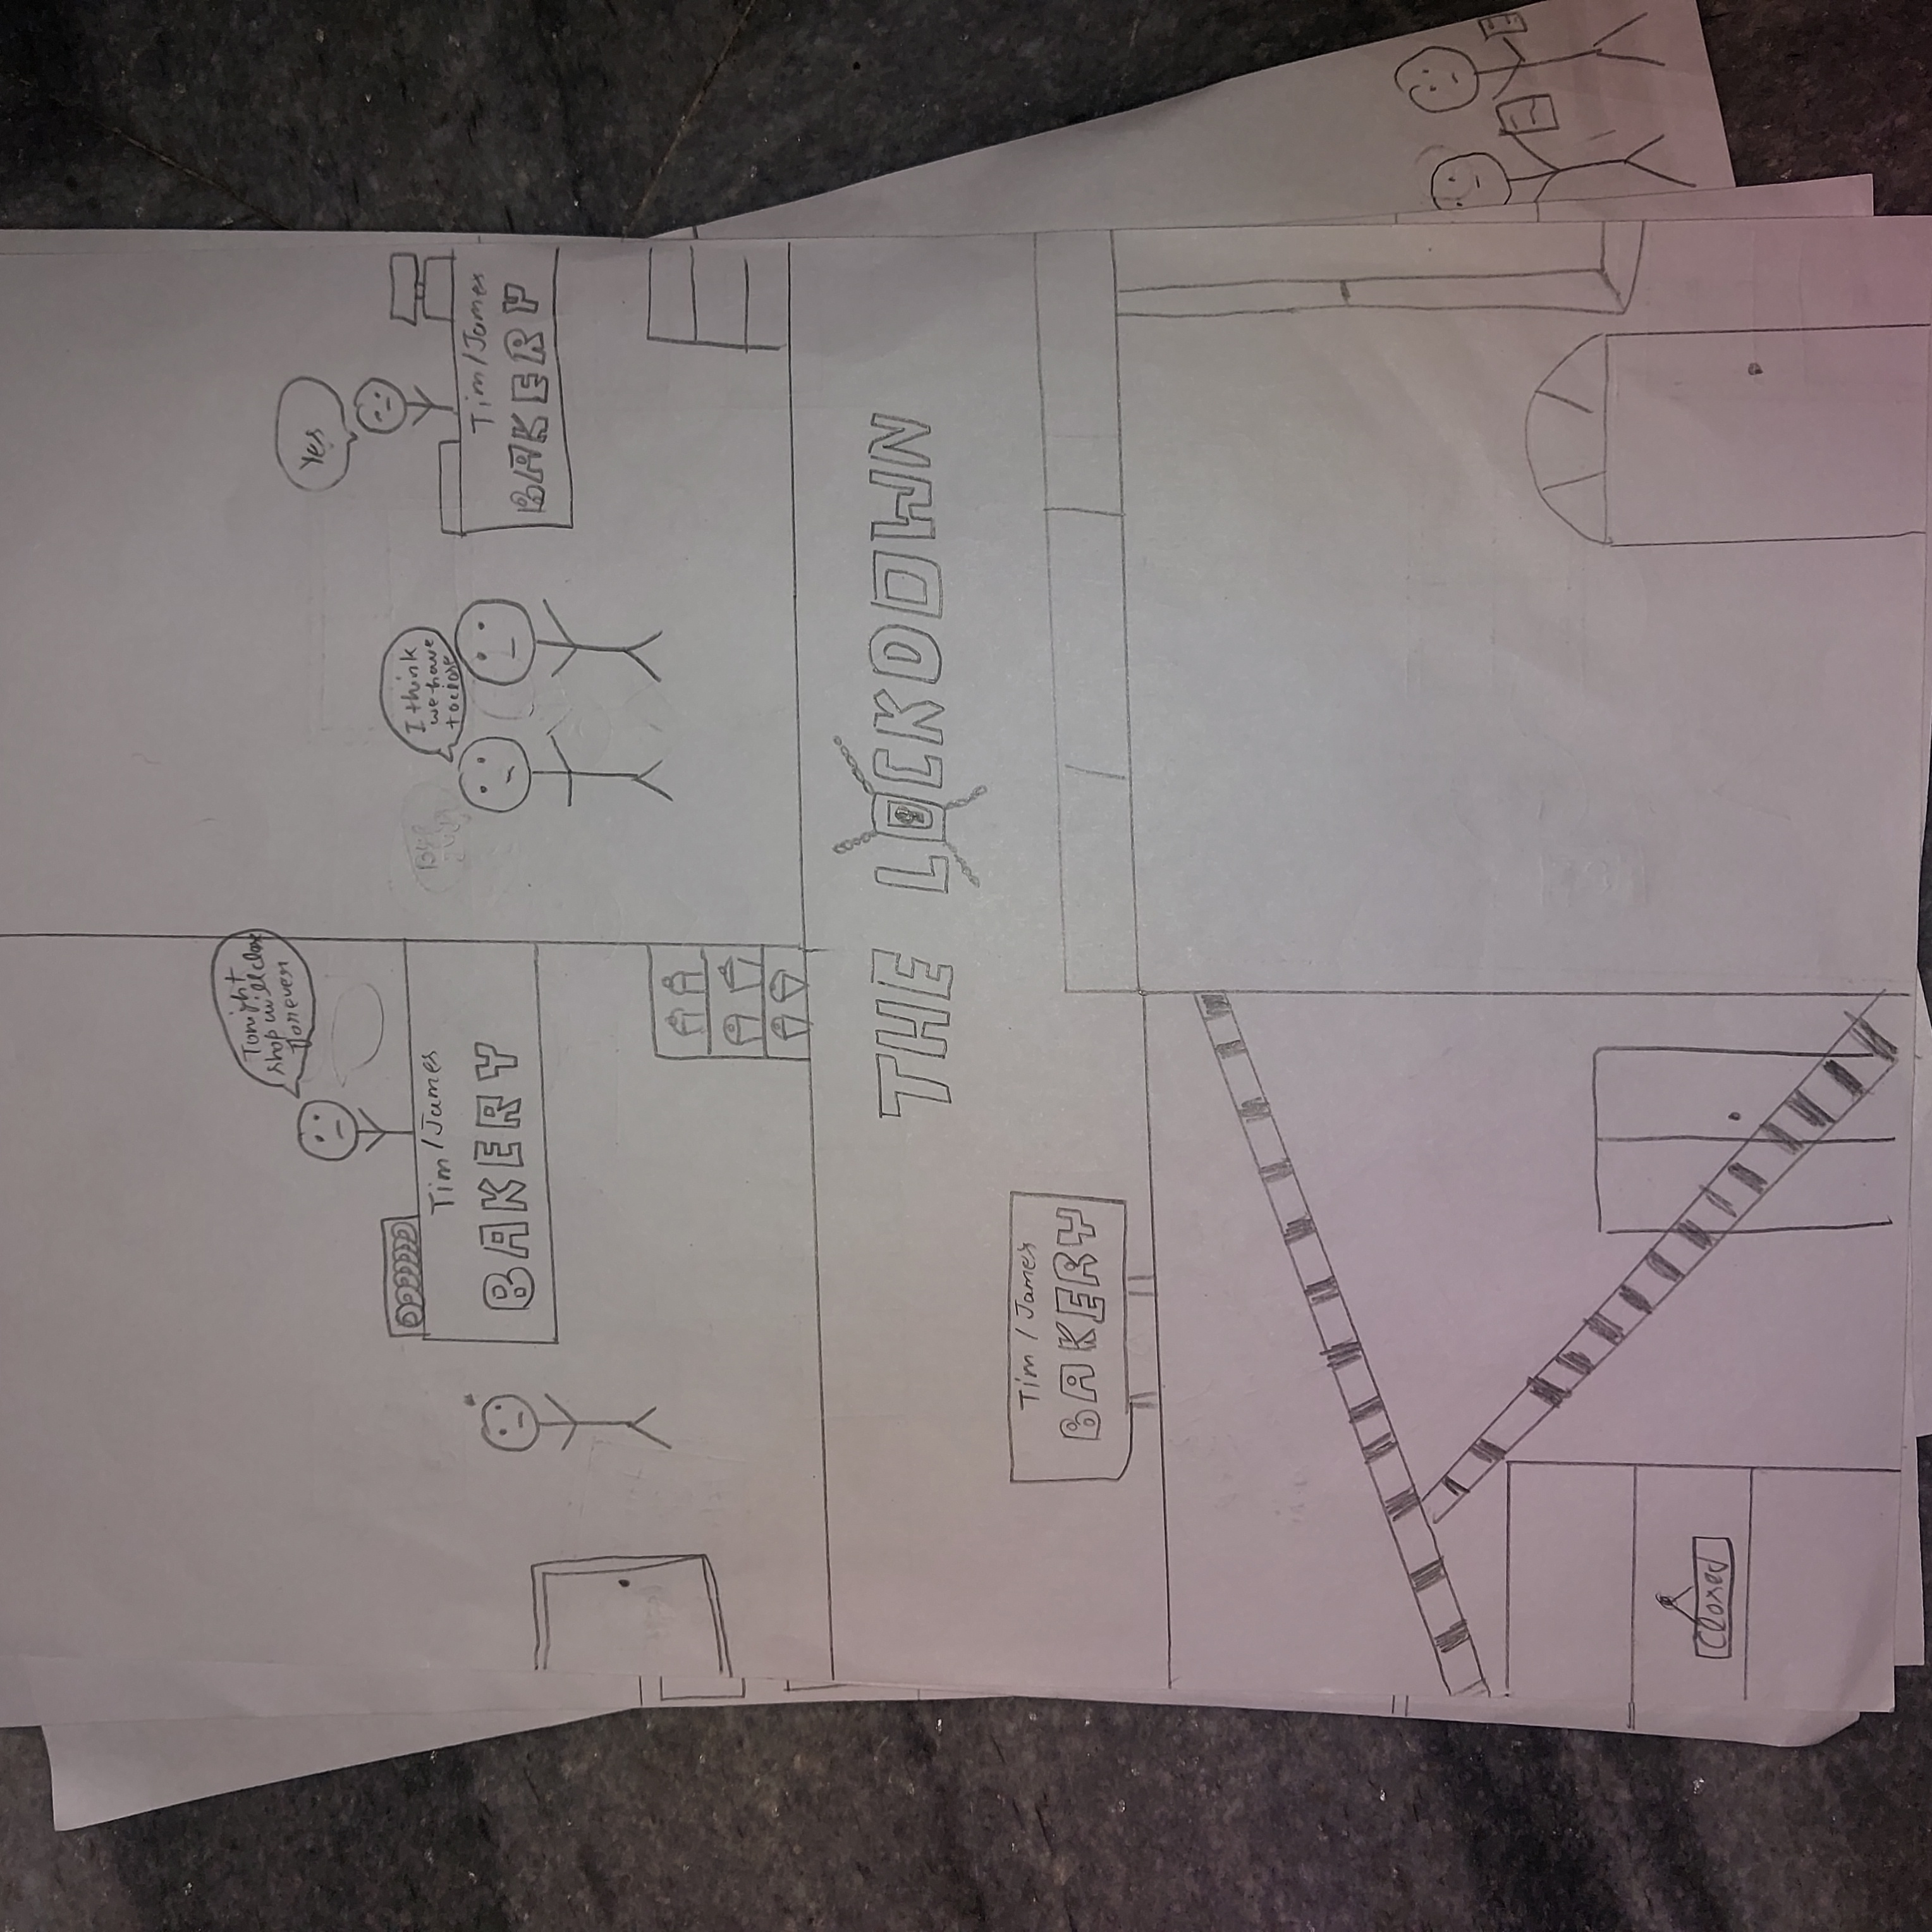 Tonight
shop will close
forever
Tim/James
BAKERY
I think
we have
to close
Yes
Tim/James
BAKERY
THE LOCKDOWN
Tim / James
BAKERY
Closed